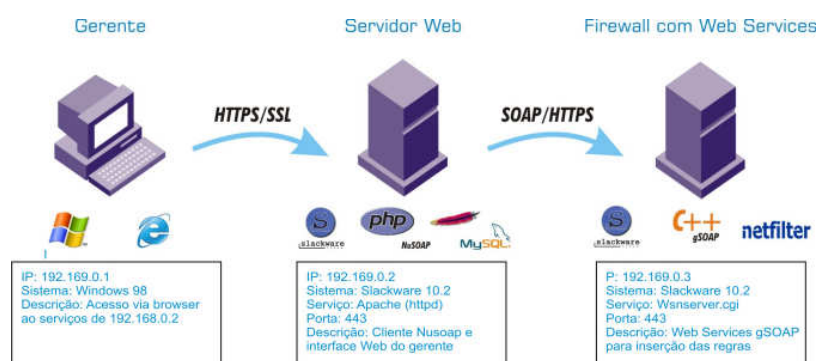 Gerente
Servidor Web
Firewall com Web Services
HTTPS/SSL
SOAP/HTTPS
S
slackware
php
NuSOAP
MySQL
S
slackware
C++
gSOAP
netfilter
IP: 192.169.0.1
Sistema: Windows 98
Descrição: Acesso via browser
ao serviços de 192.168.0.2
IP: 192.169.0.2
Sistema: Slackware 10.2
Serviço: Apache (httpd)
Porta: 443
Descrição: Cliente Nusoap e
interface Web do gerente
P: 192.169.0.3
Sistema: Slackware 10.2
Serviço: Wsnserver.cgi
Porta: 443
Descrição: Web Services gSOAP
para inserção das regras